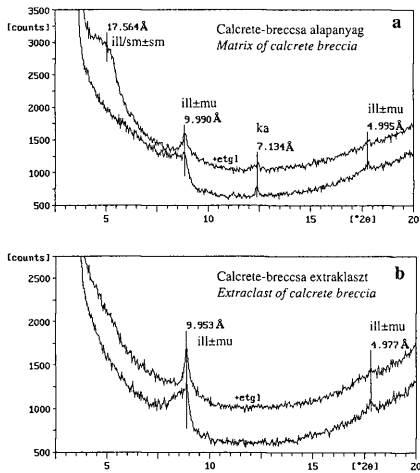 3500
[counts]
3000
2500
2000
1500
1000
500
17.564Å
ill/sm±sm
Calcrete-breccsa alapanyag
a
Matrix of calcrete breccia
ill±mu
9.990 Å
ka
7.134Å
ill±mu
4.995Å
+etgl
5
10
15
[°2θ]
20
[counts]
2500
2000
1500
1000
500
Calcrete-breccsa extraklaszt
b
Extraclast of calcrete breccia
9.953Å
ill±mu
ill±mu
4.977Å
+etgl
5
10
15
[°2θ]
20